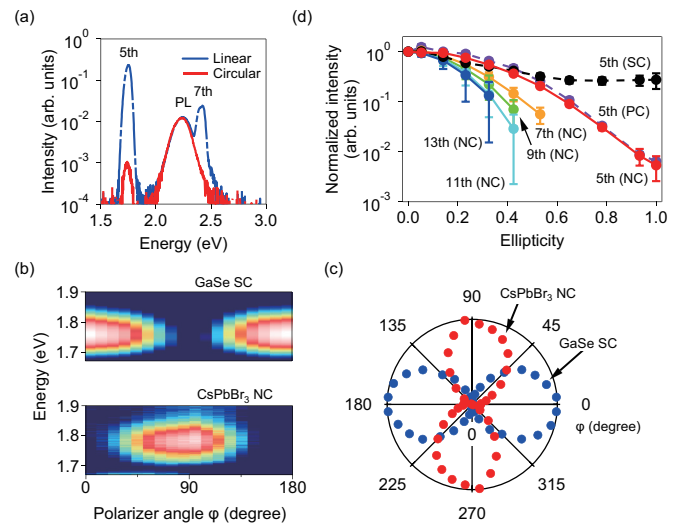 (a)
Intensity (arb. units)
10⁰
10⁻¹
10⁻²
10⁻³
10⁻⁴
5th
Linear
Circular
PL
7th
1.5
2.0
2.5
3.0
Energy (eV)
(d)
Normalized intensity
(arb. units)
10⁰
10⁻¹
10⁻²
10⁻³
5th (SC)
5th (PC)
7th (NC)
13th (NC)
9th (NC)
11th (NC)
5th (NC)
0.0
0.2
0.4
0.6
0.8
1.0
Ellipticity
(b)
GaSe SC
Energy (eV)
1.9
1.8
1.7
CsPbBr₃ NC
1.9
1.8
1.7
0
90
180
Polarizer angle φ (degree)
(c)
CsPbBr₃ NC
90
135
45
GaSe SC
180
0
φ (degree)
0
225
315
270